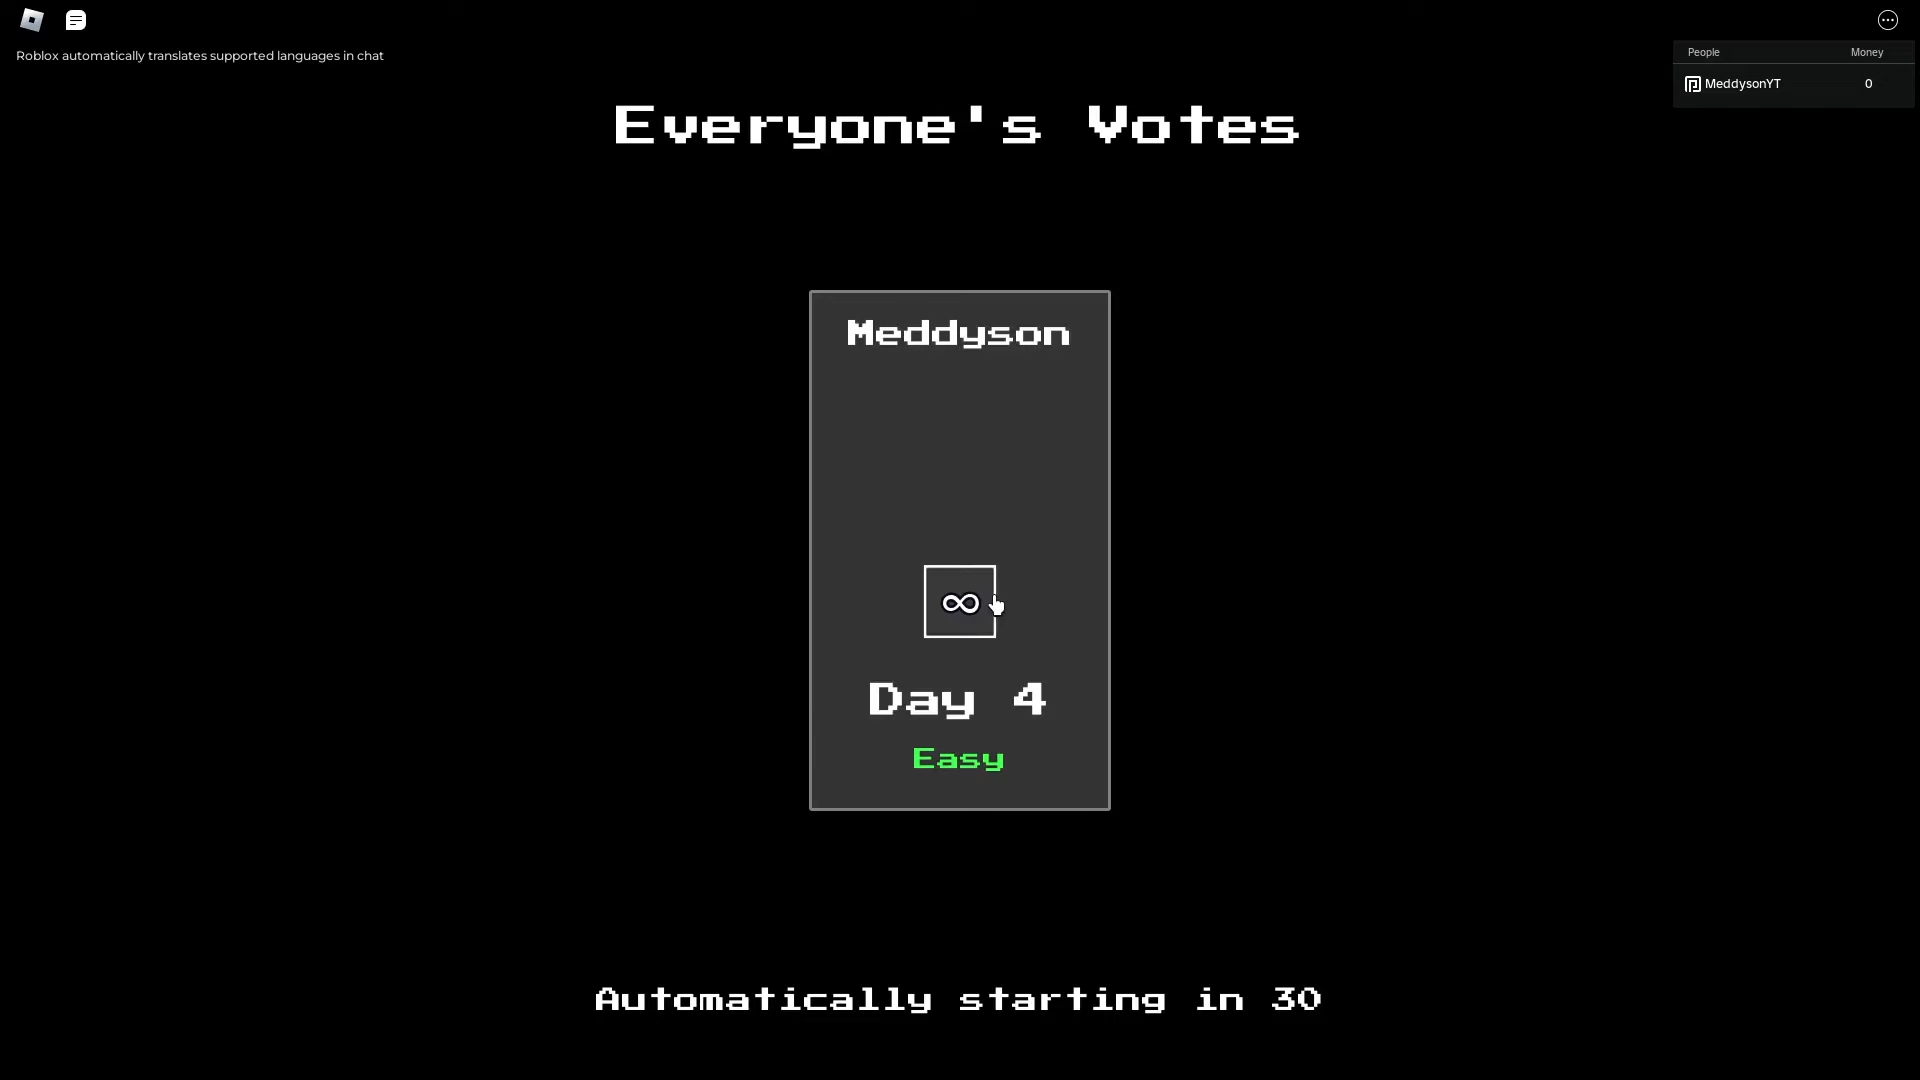 Roblox automatically translates supported languages in chat
People Money
MeddysonYT 0
Everyone's Votes
Meddyson
∞
Day 4
Easy
Automatically starting in 30